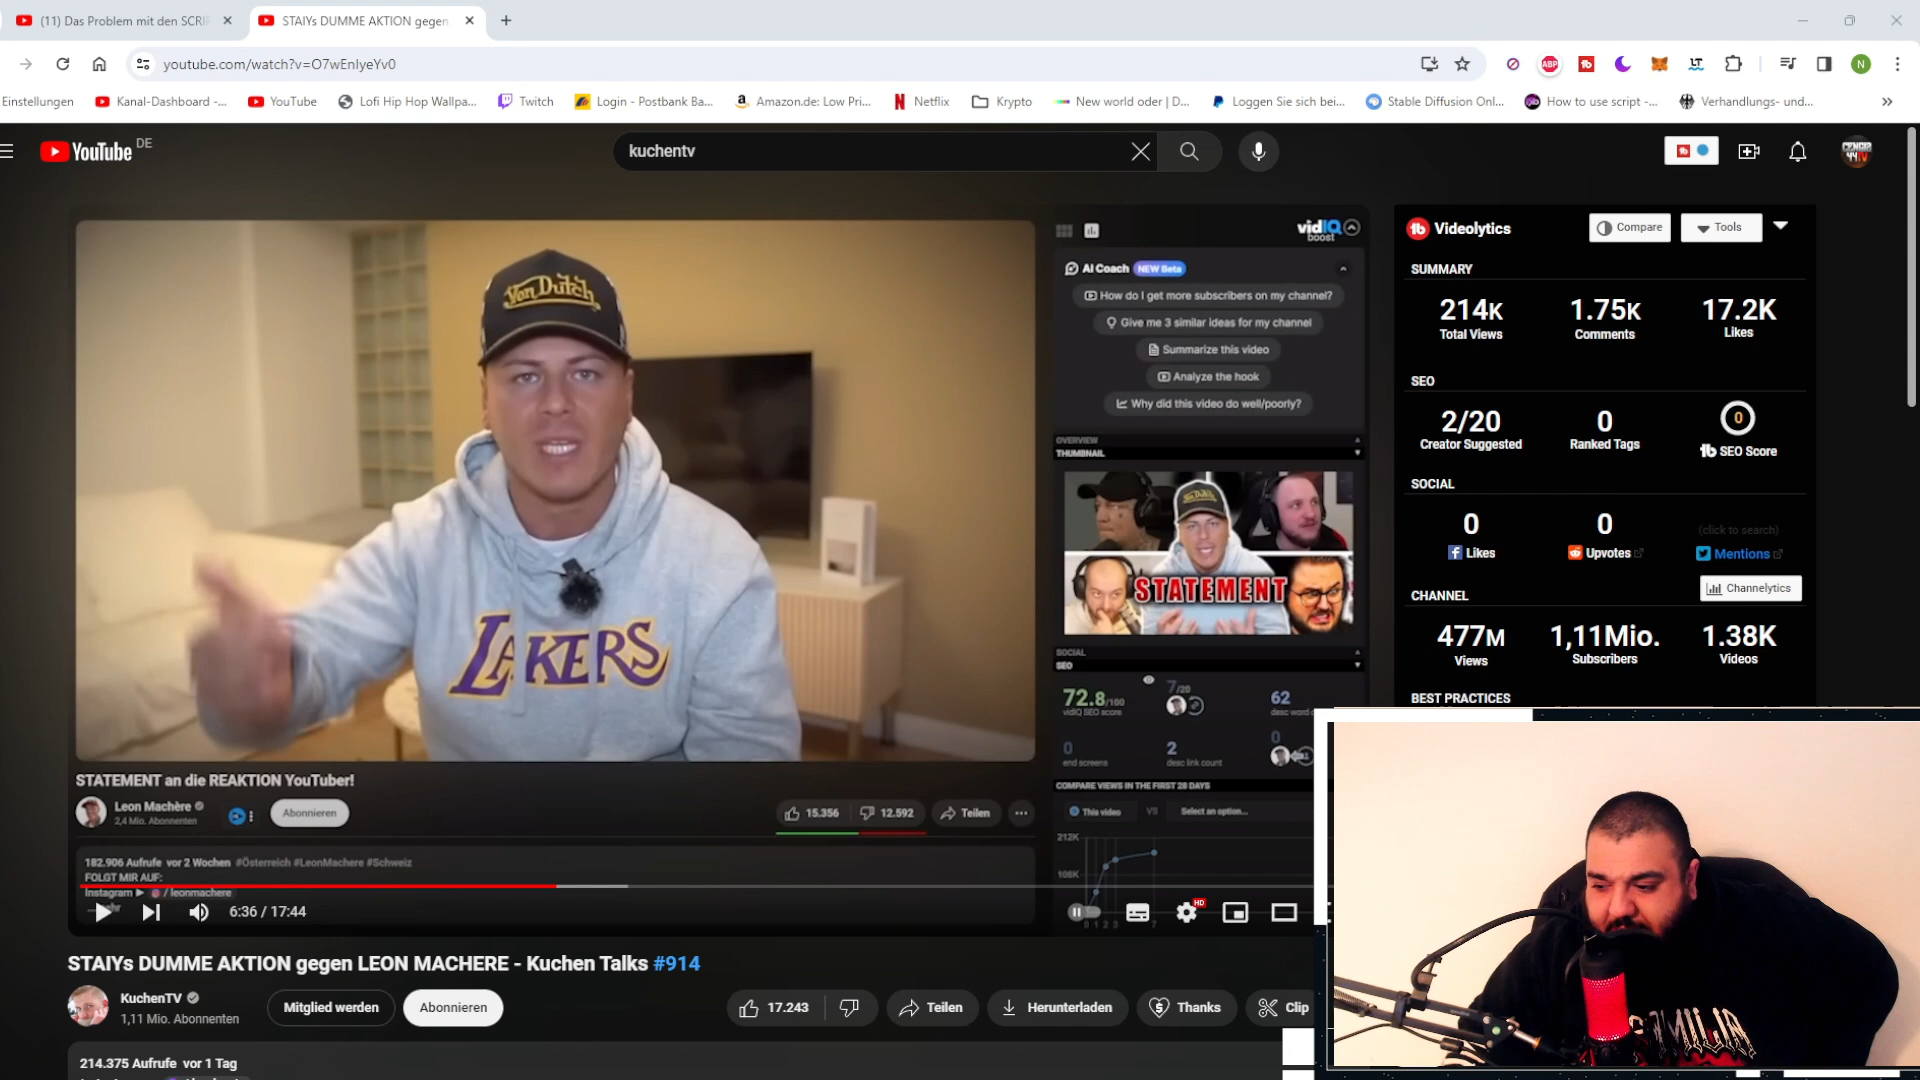 (11) Das Problem mit den SCRI
STAIYs DUMME AKTION gegen
youtube.com/watch?v=O7wEnlyeYv0
ABP
LT
N
Einstellungen
Kanal-Dashboard -...
YouTube
Lofi Hip Hop Wallpa...
Twitch
Login - Postbank Ba...
Amazon.de: Low Pri...
Netflix
Krypto
New world oder | D...
Loggen Sie sich bei...
Stable Diffusion Onl...
How to use script -...
Verhandlungs- und...
YouTube DE
kuchentv
Von Dutch
LAKERS
vidIQ
boost
AI Coach NEW Beta
How do I get more subscribers on my channel?
Give me 3 similar ideas for my channel
Summarize this video
Analyze the hook
Why did this video do well/poorly?
OVERVIEW
THUMBNAIL
STATEMENT
SOCIAL
SEO
72.8/100
vidIQ SEO score
7/20
62
0
end screens
2
desc link count
0
COMPARE VIEWS IN THE FIRST 28 DAYS
This video
VS
Select an option...
212K
106K
Videolytics
Compare
Tools
SUMMARY
214K
Total Views
1.75K
Comments
17.2K
Likes
SEO
2/20
Creator Suggested
0
Ranked Tags
0
SEO Score
SOCIAL
0
Likes
0
Upvotes
(click to search)
Mentions
CHANNEL
Channelytics
477M
Views
1,11Mio.
Subscribers
1.38K
Videos
BEST PRACTICES
STATEMENT an die REAKTION YouTuber!
Leon Machère
2,4 Mio. Abonnenten
Abonnieren
15.356
12.592
Teilen
182.906 Aufrufe vor 2 Wochen #Österreich #LeonMachere #Schweiz
FOLGT MIR AUF:
Instagram ▶ / leonmachere
6:36 / 17:44
HD
STAIYs DUMME AKTION gegen LEON MACHERE - Kuchen Talks #914
KuchenTV
1,11 Mio. Abonnenten
Mitglied werden
Abonnieren
17.243
Teilen
Herunterladen
Thanks
Clip
214.375 Aufrufe vor 1 Tag